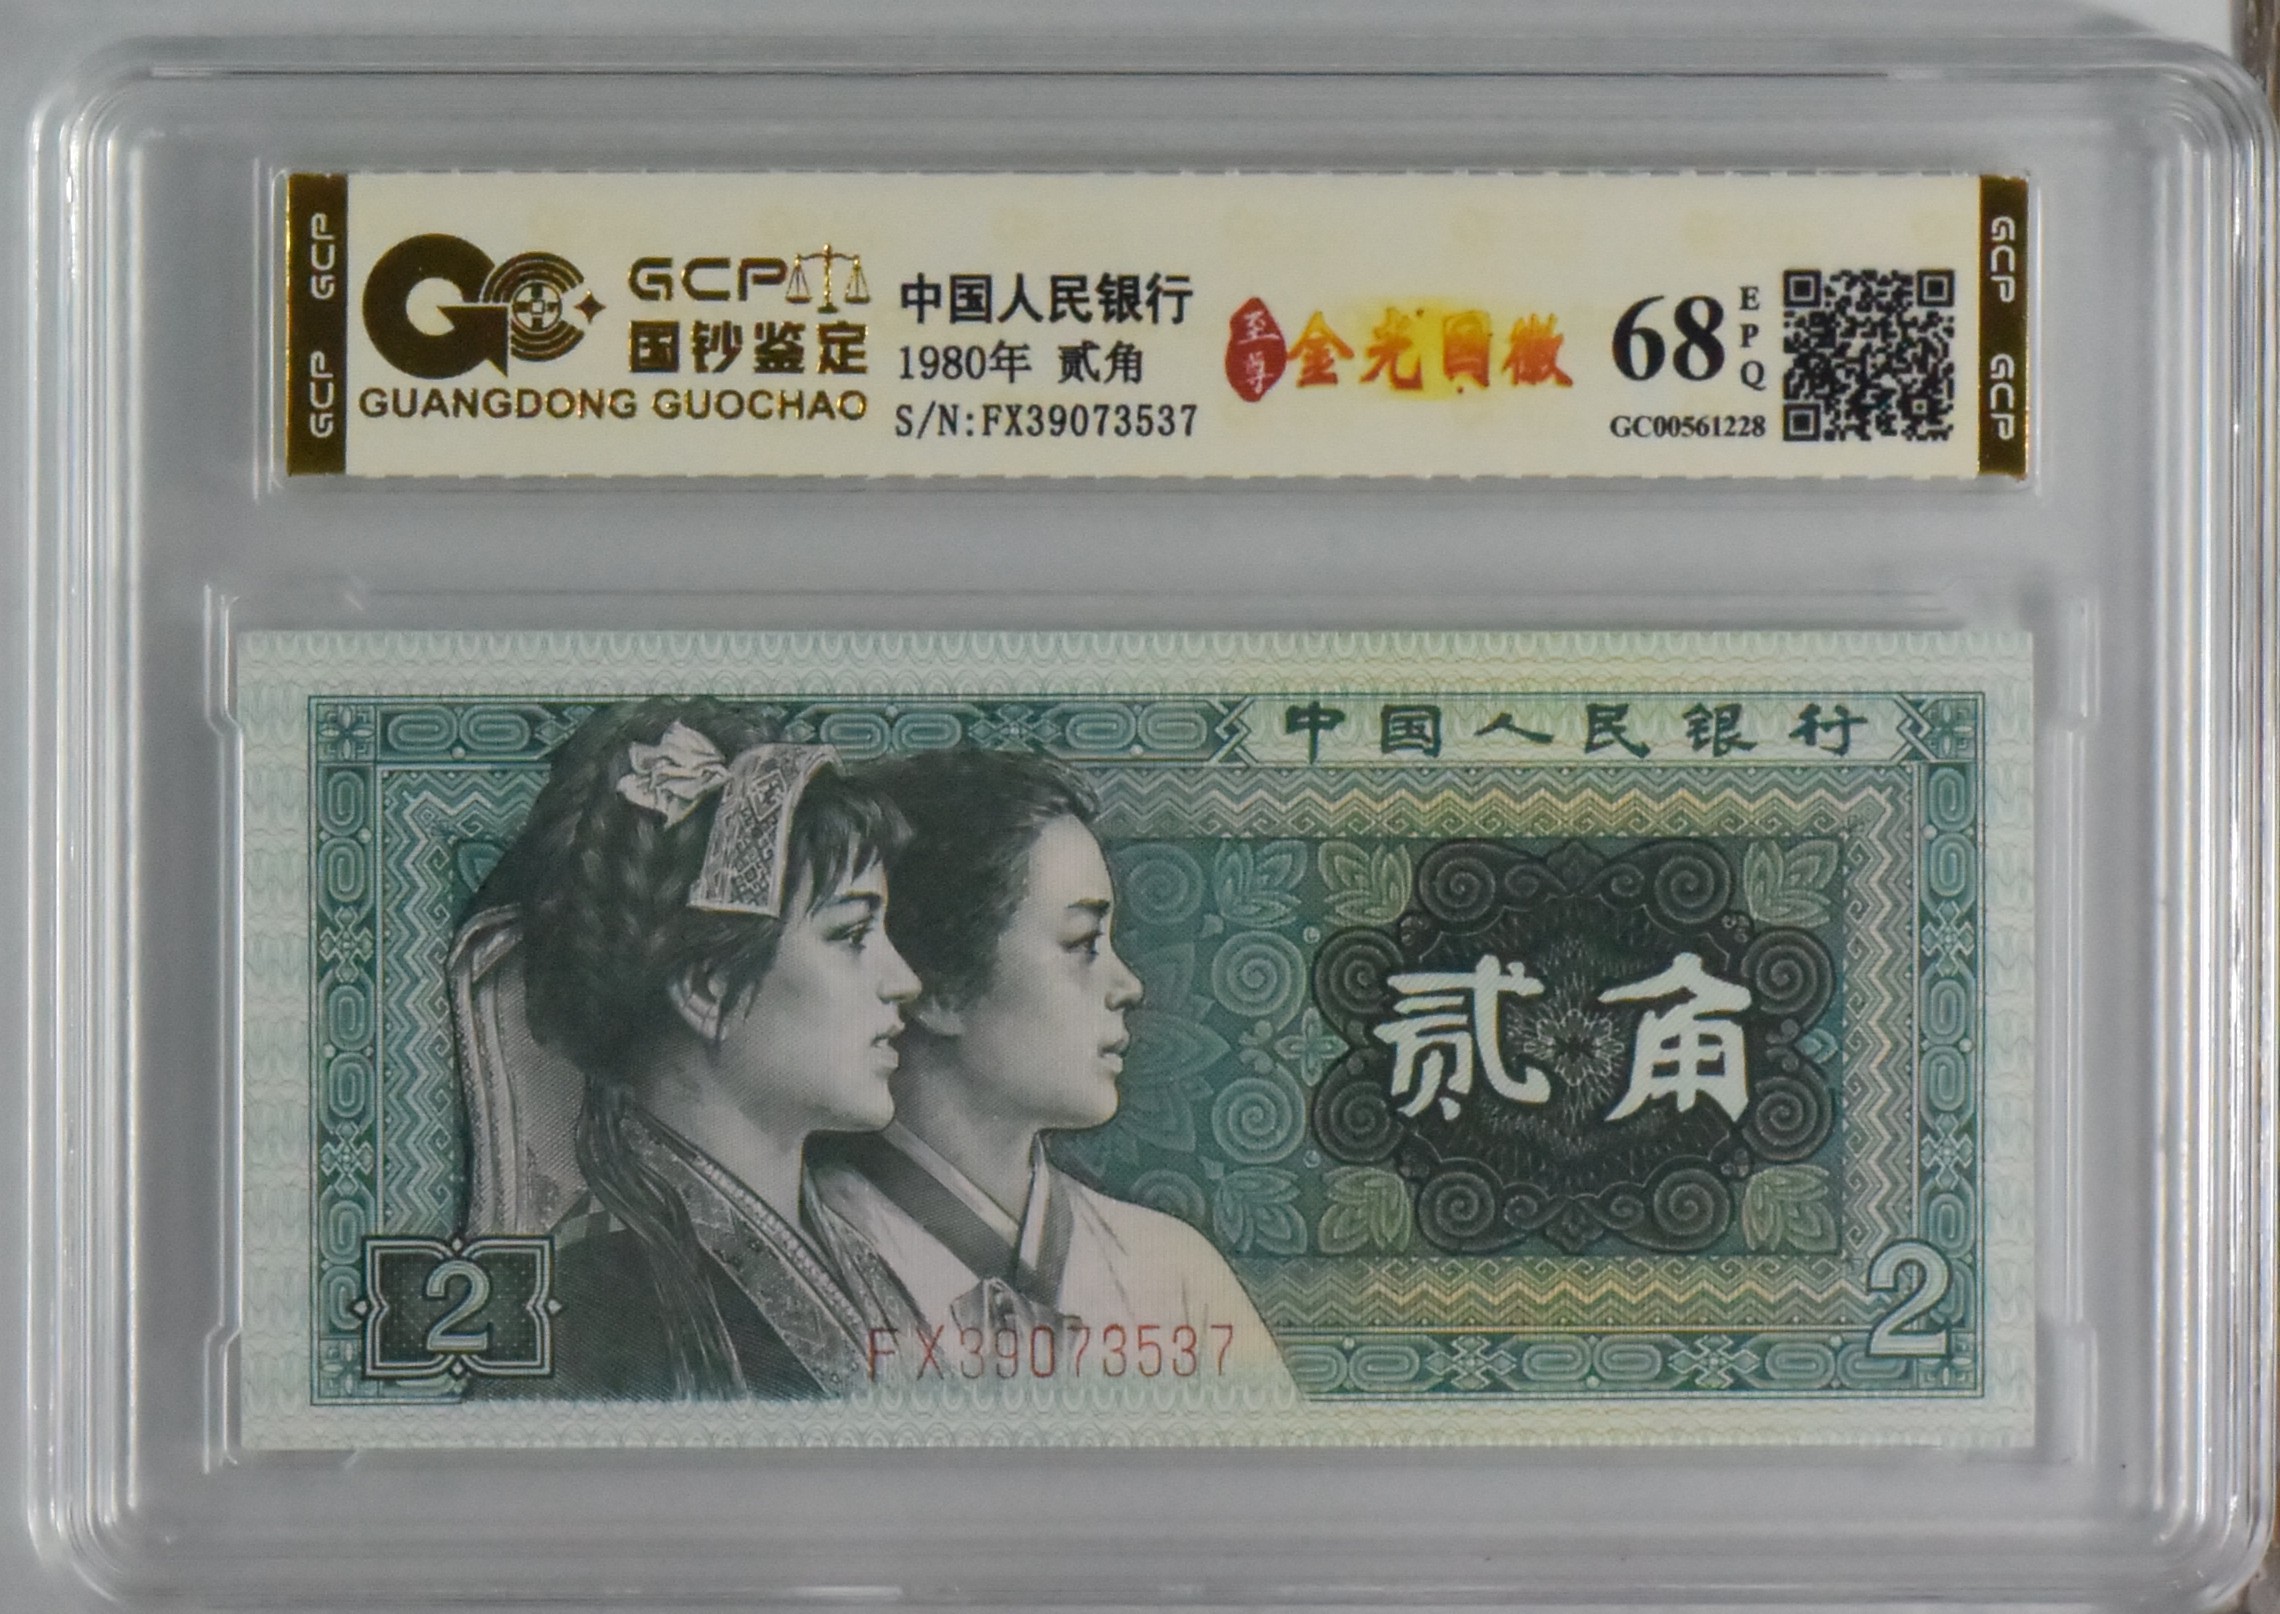 GCP GCP
GCP
国钞鉴定
GUANGDONG GUOCHAO
中国人民银行
1980年 贰角
S/N:FX39073537
至尊
金光国徽
68
EPQ
GC00561228
GCP GCP
中国人民银行
贰角
2
FX39073537
2